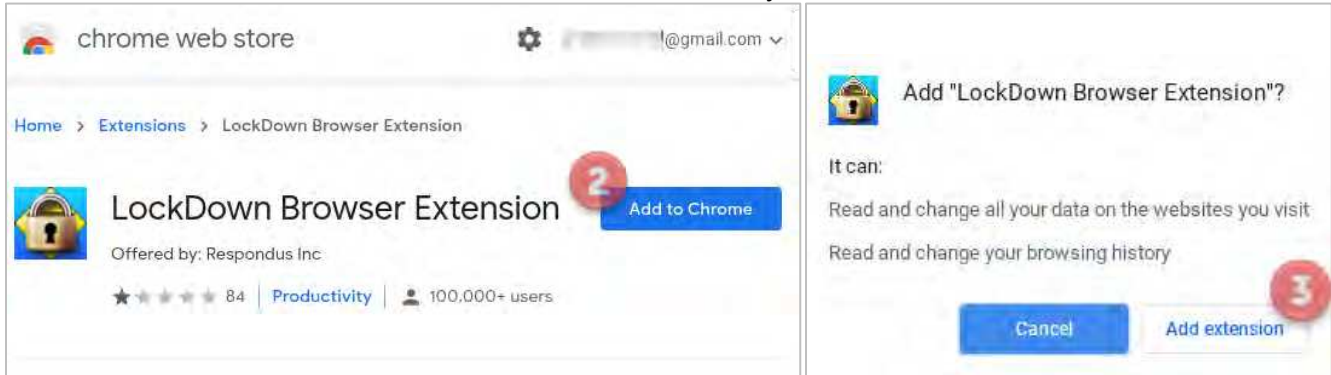 chrome web store
@gmail.com
Home > Extensions > LockDown Browser Extension
2
LockDown Browser Extension
Add to Chrome
Offered by: Respondus Inc
84 | Productivity | 100,000+ users
Add "LockDown Browser Extension"?
It can:
Read and change all your data on the websites you visit
Read and change your browsing history
3
Cancel
Add extension